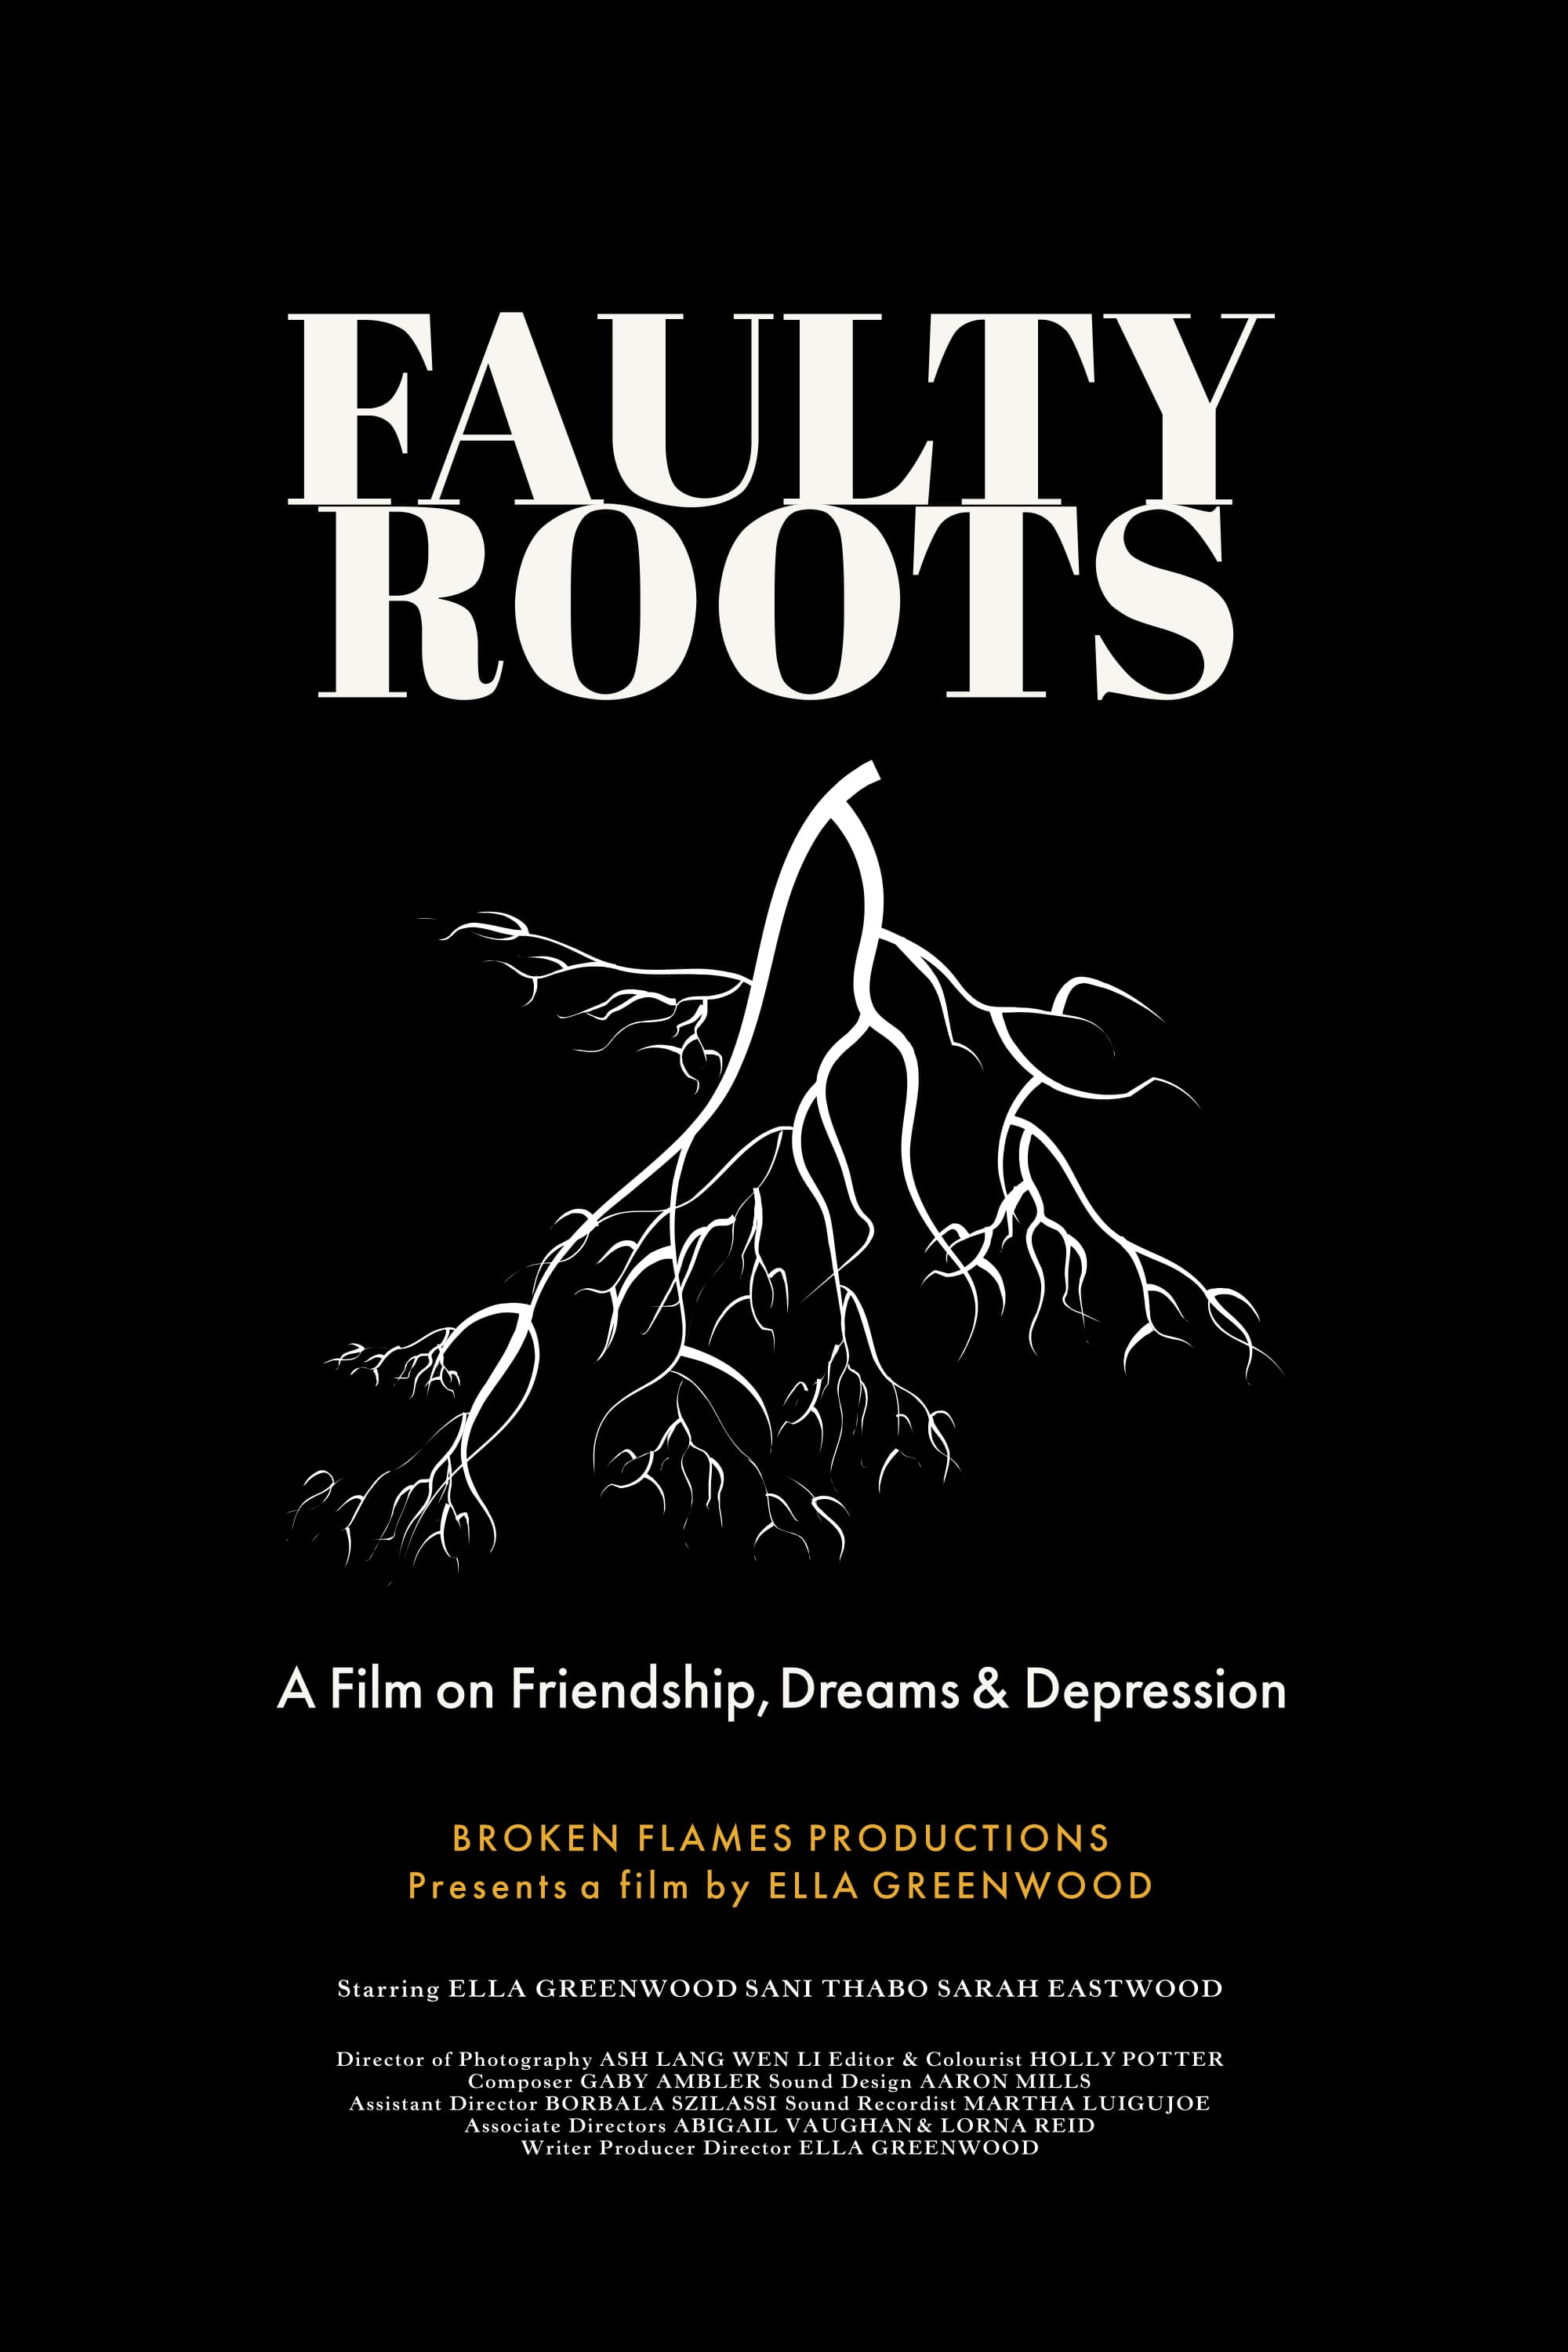 FAULTY
ROOTS
A Film on Friendship, Dreams & Depression
BROKEN FLAMES PRODUCTIONS
Presents a film by ELLA GREENWOOD
Starring ELLA GREENWOOD SANI THABO SARAH EASTWOOD
Director of Photography ASH LANG WEN LI Editor & Colourist HOLLY POTTER
Composer GABY AMBLER Sound Design AARON MILLS
Assistant Director BORBALA SZILASSI Sound Recordist MARTHA LUIGUJOE
Associate Directors ABIGAIL VAUGHAN& LORNA REID
Writer Producer Director ELLA GREENWOOD